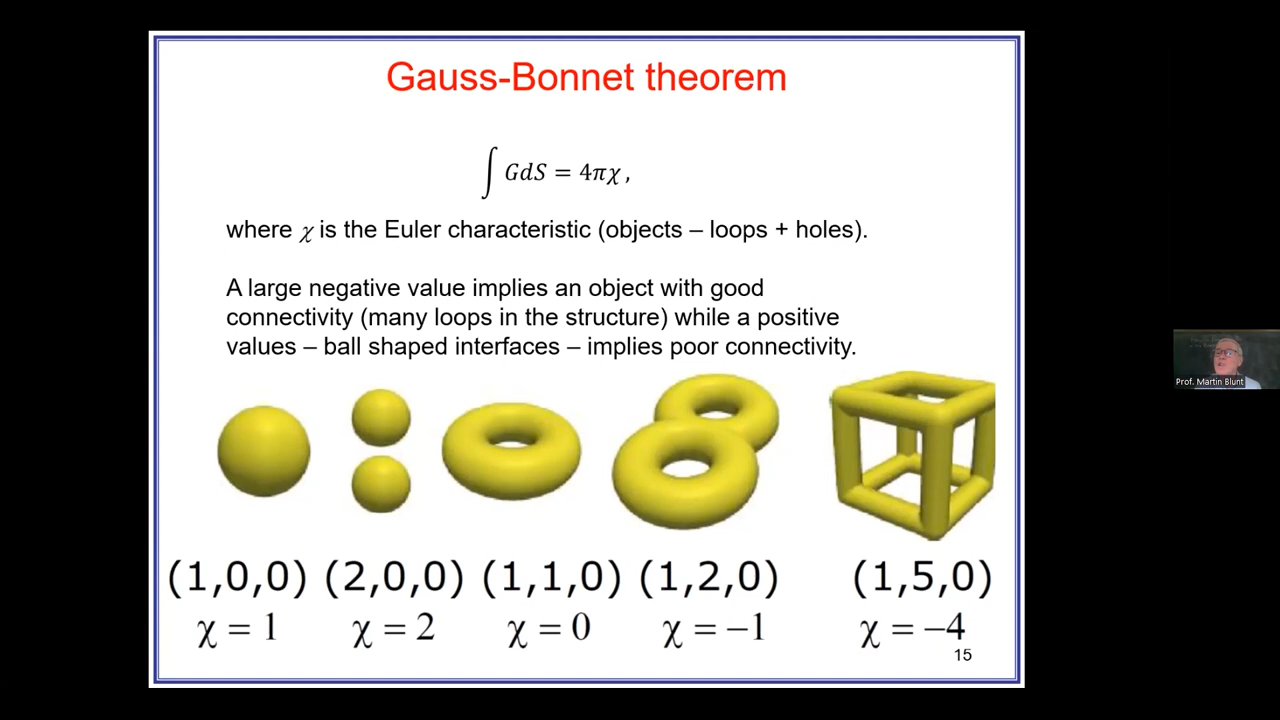 Gauss-Bonnet theorem
∫ GdS = 4πχ,
where χ is the Euler characteristic (objects – loops + holes).
A large negative value implies an object with good
connectivity (many loops in the structure) while a positive
values – ball shaped interfaces – implies poor connectivity.
(1,0,0) (2,0,0) (1,1,0) (1,2,0) (1,5,0)
χ = 1 χ = 2 χ = 0 χ = −1 χ = −4
15
Prof. Martin Blunt